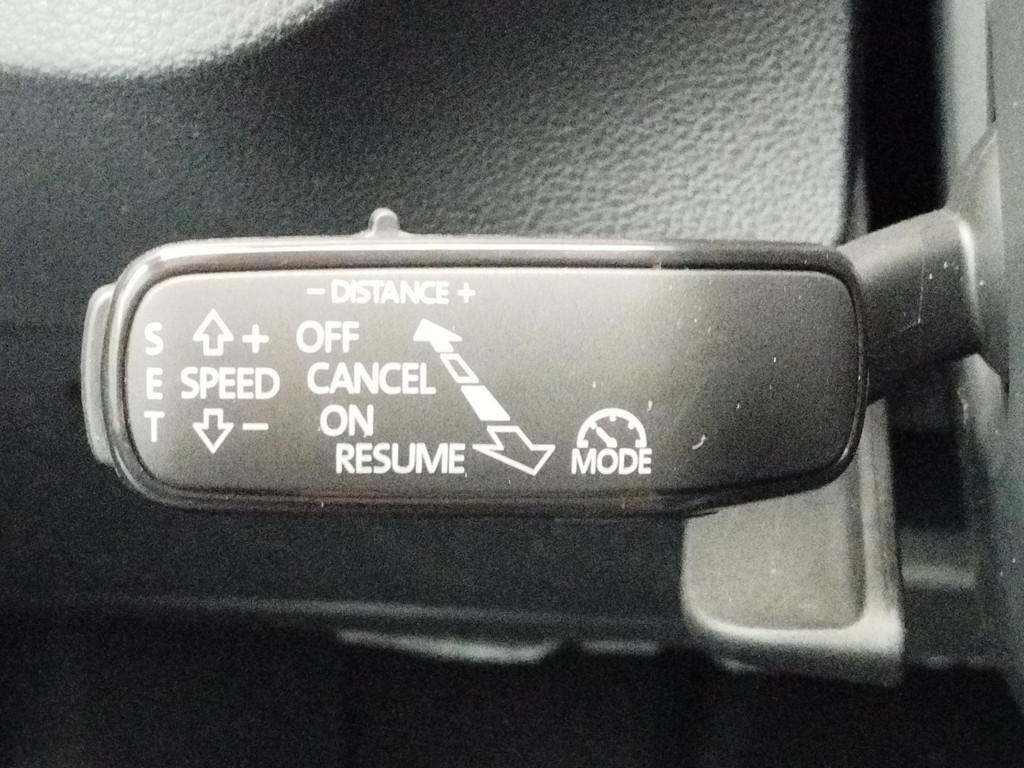 - DISTANCE +
S + OFF
E SPEED CANCEL
T - ON
RESUME MODE